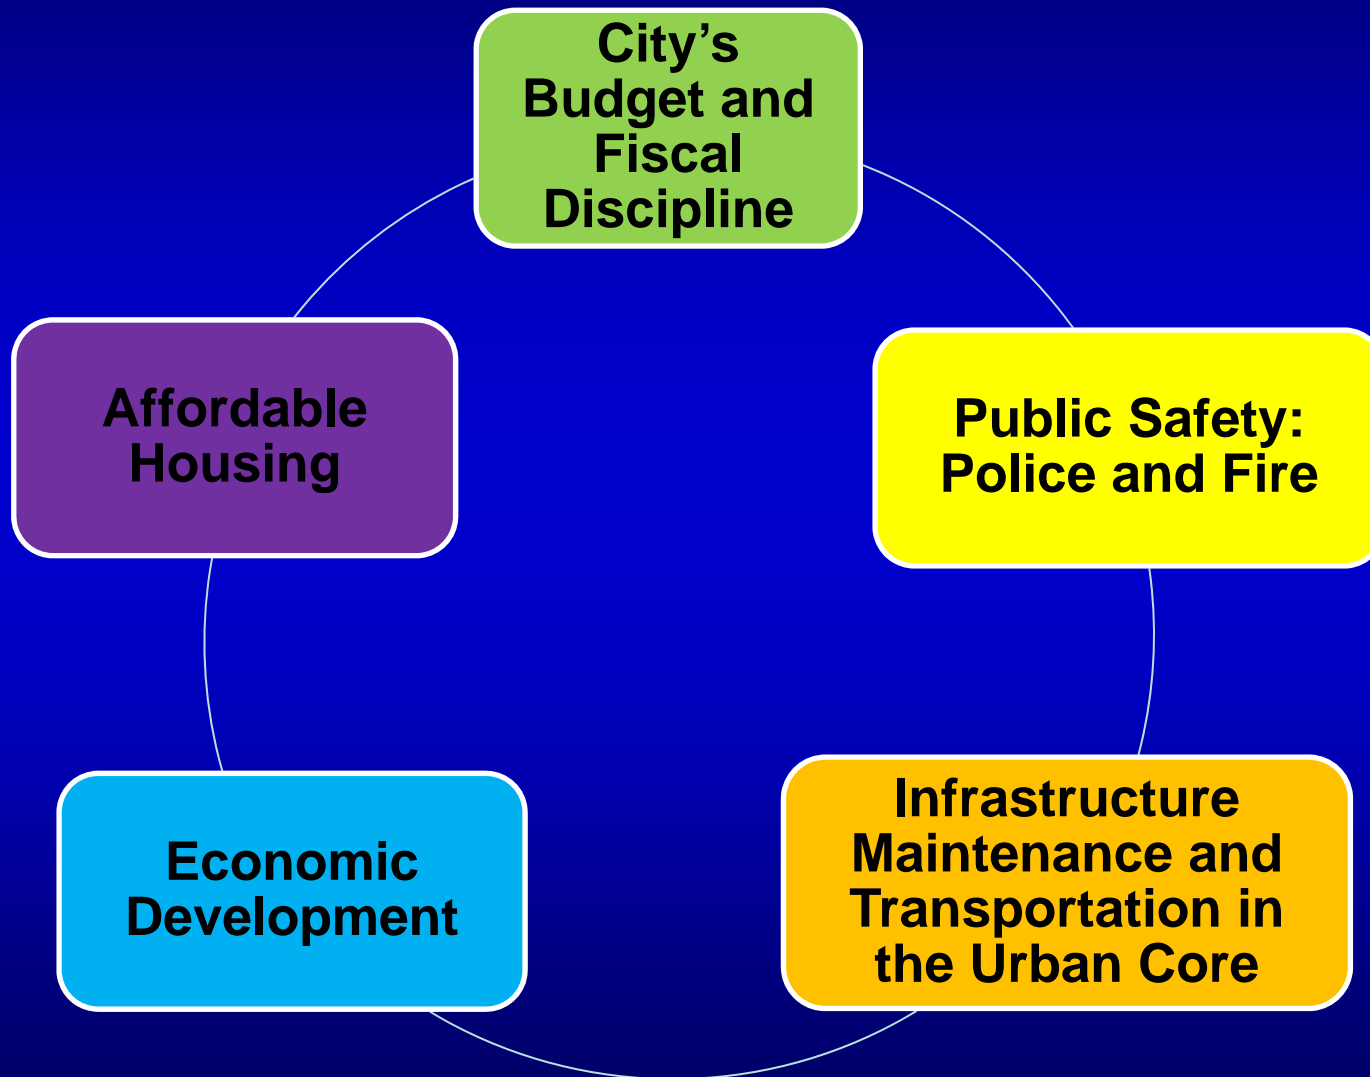 City’s
Budget and
Fiscal
Discipline
Affordable
Housing
Public Safety:
Police and Fire
Economic
Development
Infrastructure
Maintenance and
Transportation in
the Urban Core